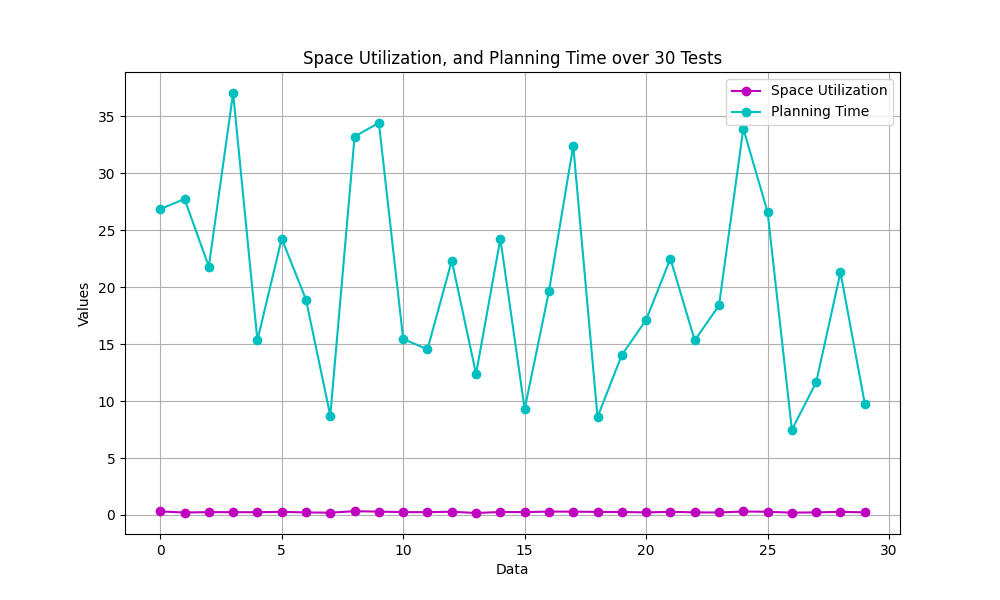 Space Utilization, and Planning Time over 30 Tests
Space Utilization
Planning Time
Values
35
30
25
20
15
10
5
0
0 5 10 15 20 25 30
Data